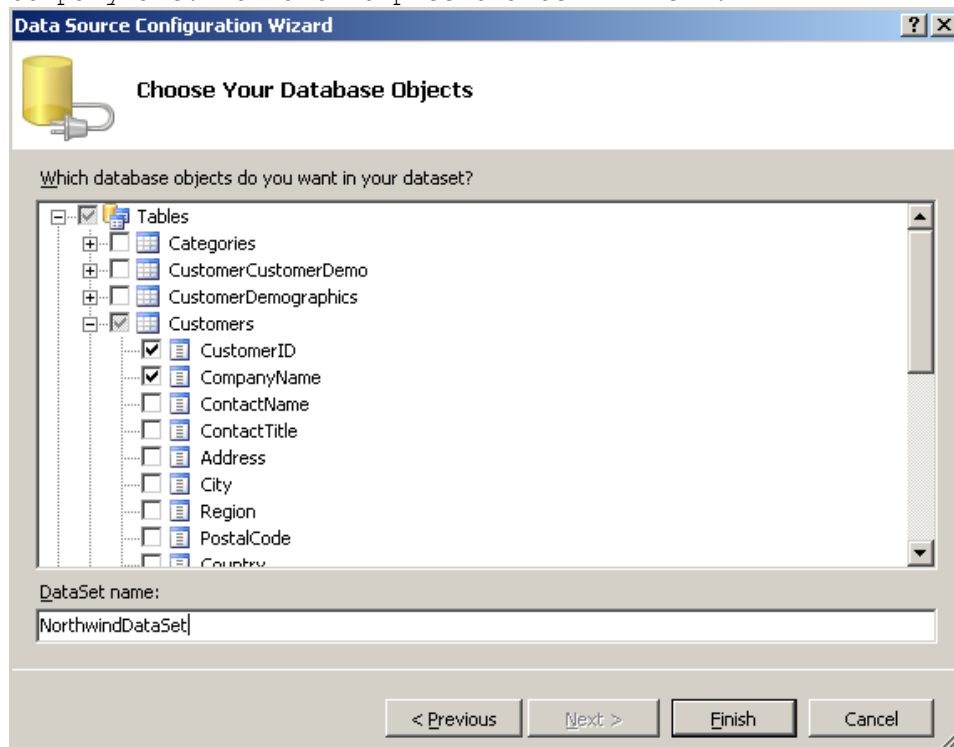 Data Source Configuration Wizard
Choose Your Database Objects
Which database objects do you want in your dataset?
Tables
Categories
CustomerCustomerDemo
CustomerDemographics
Customers
CustomerID
CompanyName
ContactName
ContactTitle
Address
City
Region
PostalCode
Country
DataSet name:
NorthwindDataSet
< Previous Next > Finish Cancel